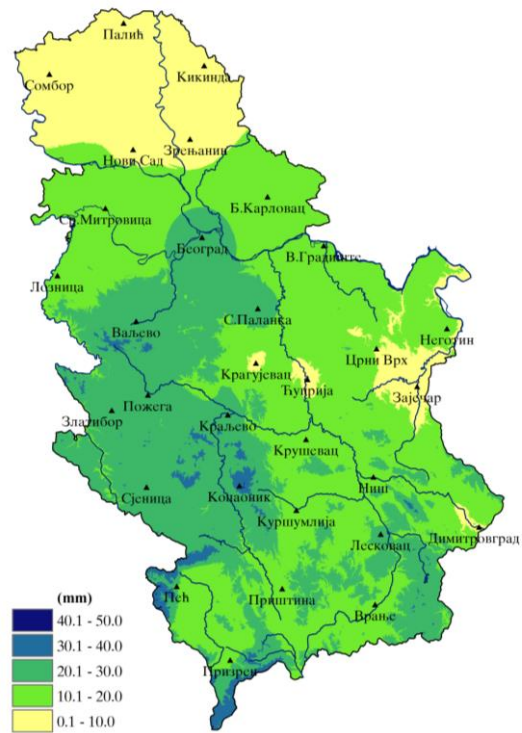 Палић
Кикинда
Сомбор
Зрењанин
Нови Сад
Б.Карловац
Ср.Митровица
Београд
В.Градиште
Лозница
С.Паланка
Ваљево
Неготин
Црни Врх
Крагујевац
Ћуприја
Зајечар
Пожега
Златибор
Краљево
Крушевац
Ниш
Сјеница
Копаоник
Куршумлија
Димитровград
Лесковац
Пећ
Приштина
Врање
Призрен
(mm)
40.1 - 50.0
30.1 - 40.0
20.1 - 30.0
10.1 - 20.0
0.1 - 10.0